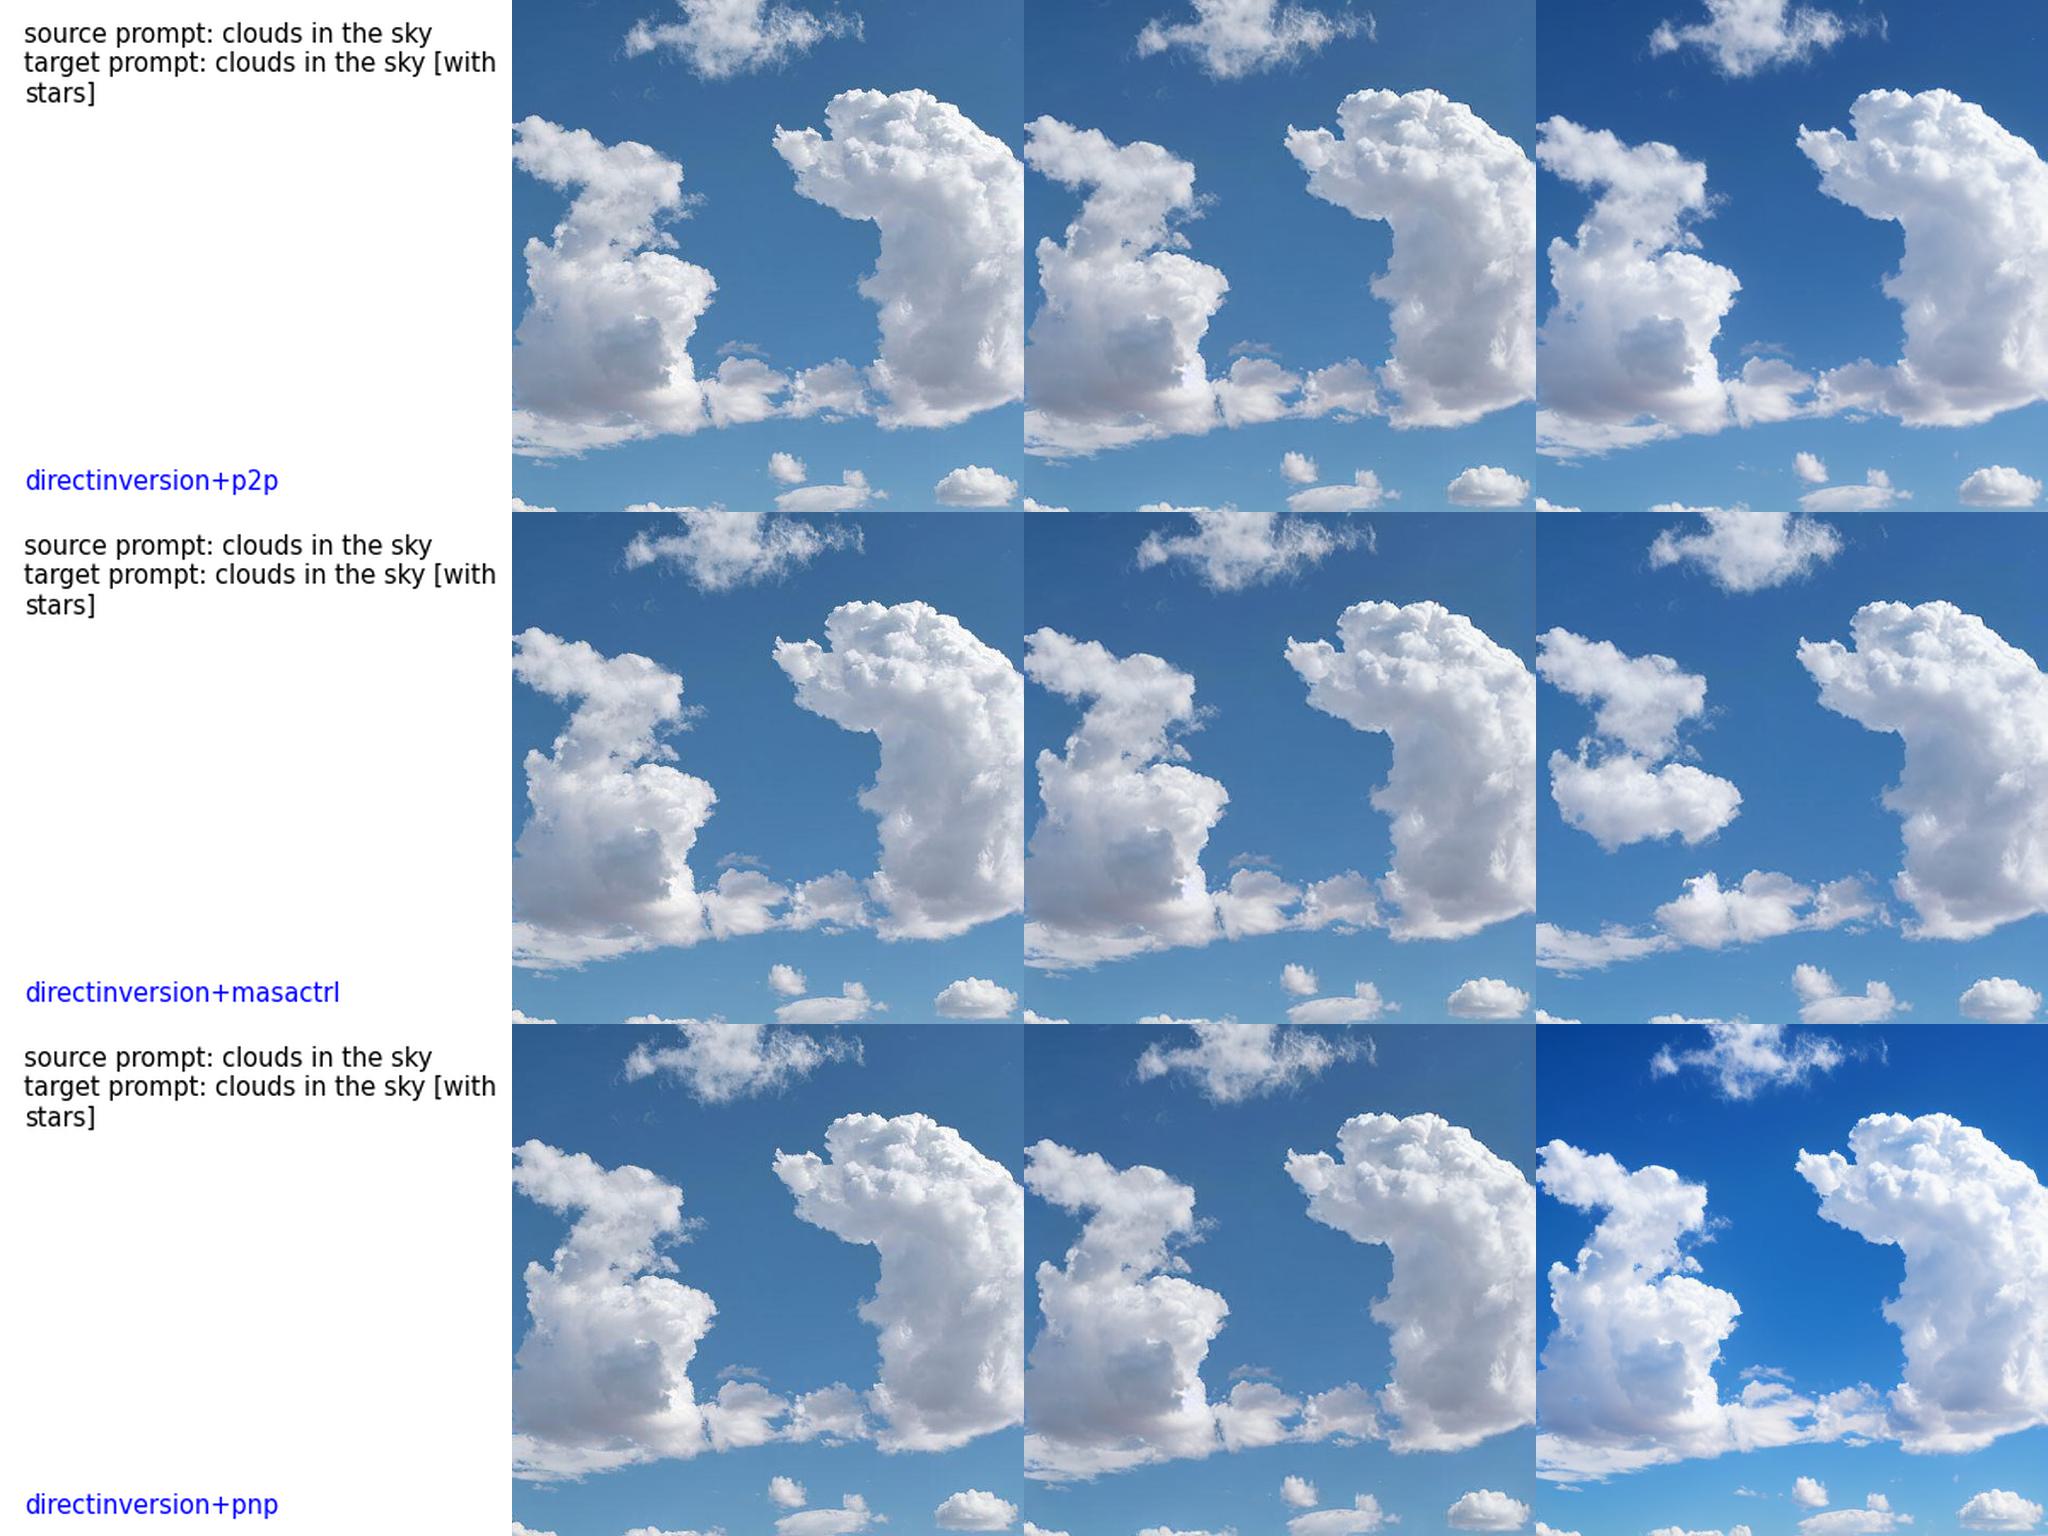 source prompt: clouds in the sky
target prompt: clouds in the sky [with
stars]
directinversion+p2p
source prompt: clouds in the sky
target prompt: clouds in the sky [with
stars]
directinversion+masactrl
source prompt: clouds in the sky
target prompt: clouds in the sky [with
stars]
directinversion+pnp